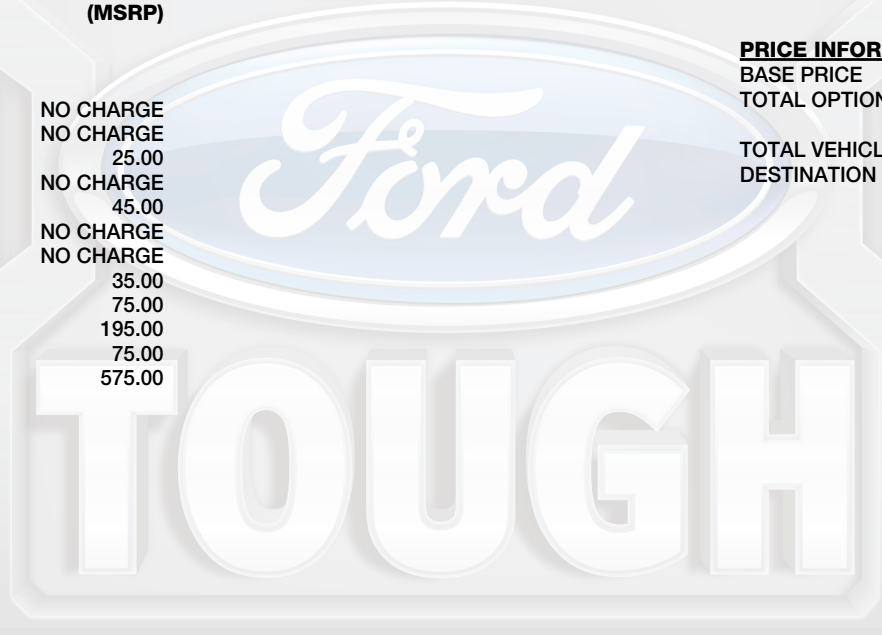 (MSRP)
NO CHARGE
NO CHARGE
25.00
NO CHARGE
45.00
NO CHARGE
NO CHARGE
35.00
75.00
195.00
75.00
575.00
PRICE INFOR
BASE PRICE
TOTAL OPTION
TOTAL VEHICL
DESTINATION
Ford
TOUGH